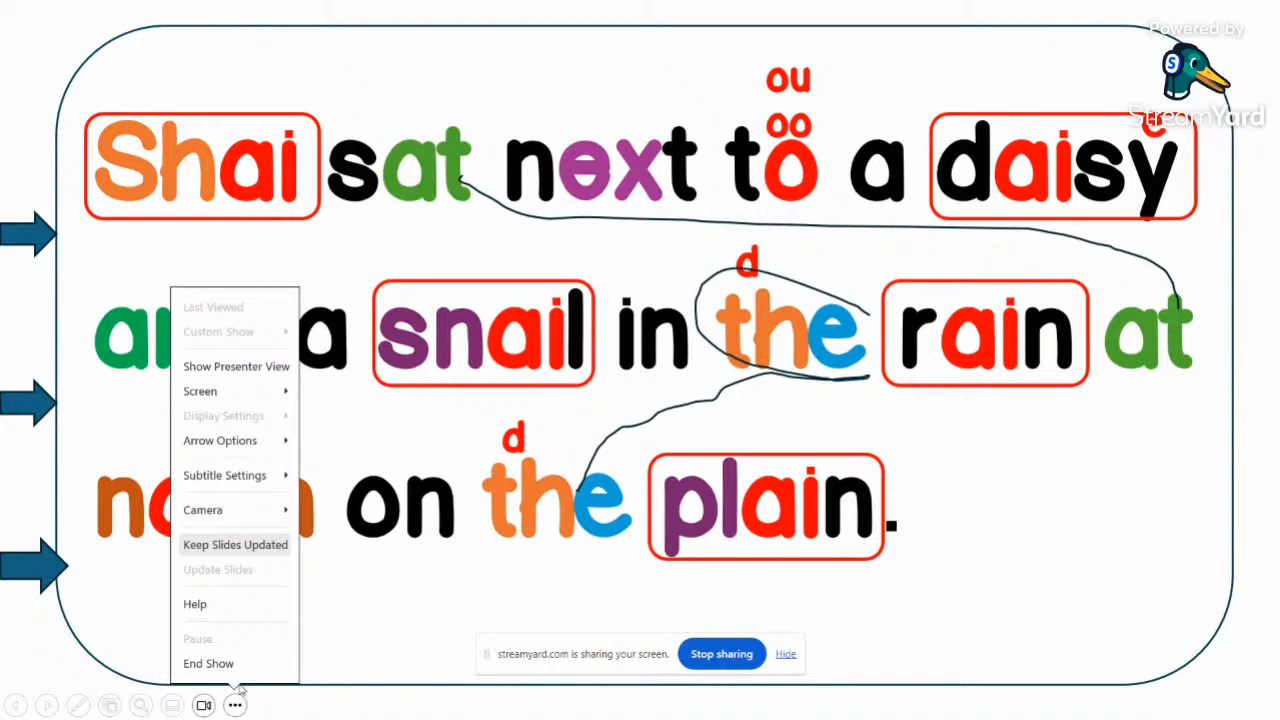 Powered by
StreamYard
ou
oo
Shai sat next to a daisy
ĕ
d
a snail in the rain at
d
on the plain.
Last Viewed
Custom Show
Show Presenter View
Screen
Display Settings
Arrow Options
Subtitle Settings
Camera
Keep Slides Updated
Update Slides
Help
Pause
End Show
streamyard.com is sharing your screen.
Stop sharing
Hide